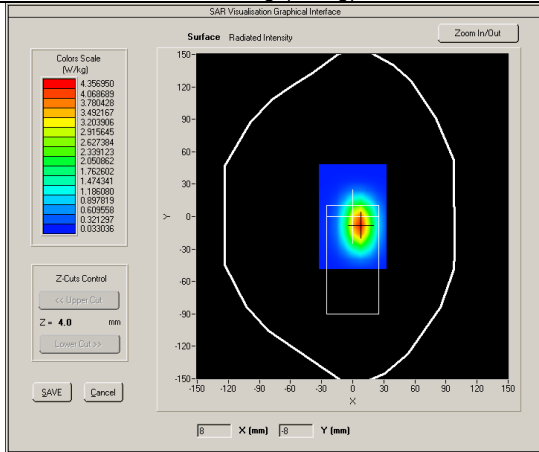 SAR Visualisation Graphical Interface
Surface Radiated Intensity
Zoom In/Out
Colors Scale
(W/kg)
4.356950
4.068689
3.780428
3.492167
3.203906
2.915645
2.627384
2.339123
2.050862
1.762602
1.474341
1.186080
0.897819
0.609558
0.321297
0.033036
Z-Cuts Control
<< Upper Cut
Z = 4.0 mm
Lower Cut >>
SAVE Cancel
150-
120-
90-
60-
30-
Y 0-
-30-
-60-
-90-
-120-
-150-
-150 -120 -90 -60 -30 0 30 60 90 120 150
X
8 X (mm) -8 Y (mm)